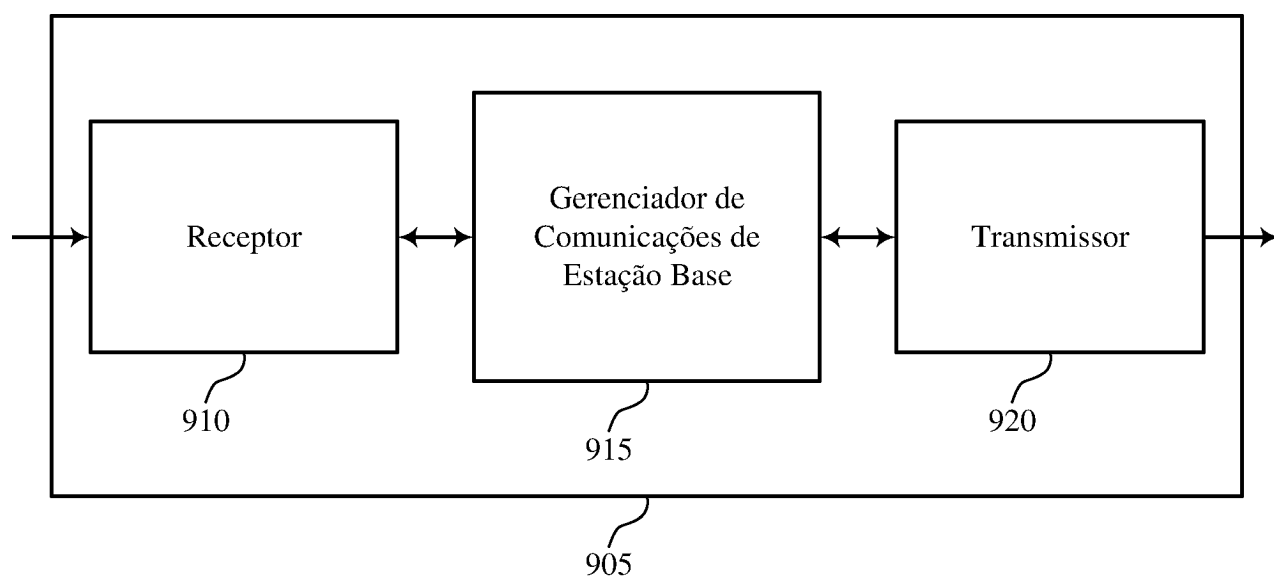 Receptor
Gerenciador de
Comunicações de
Estação Base
Transmissor
910
915
920
905